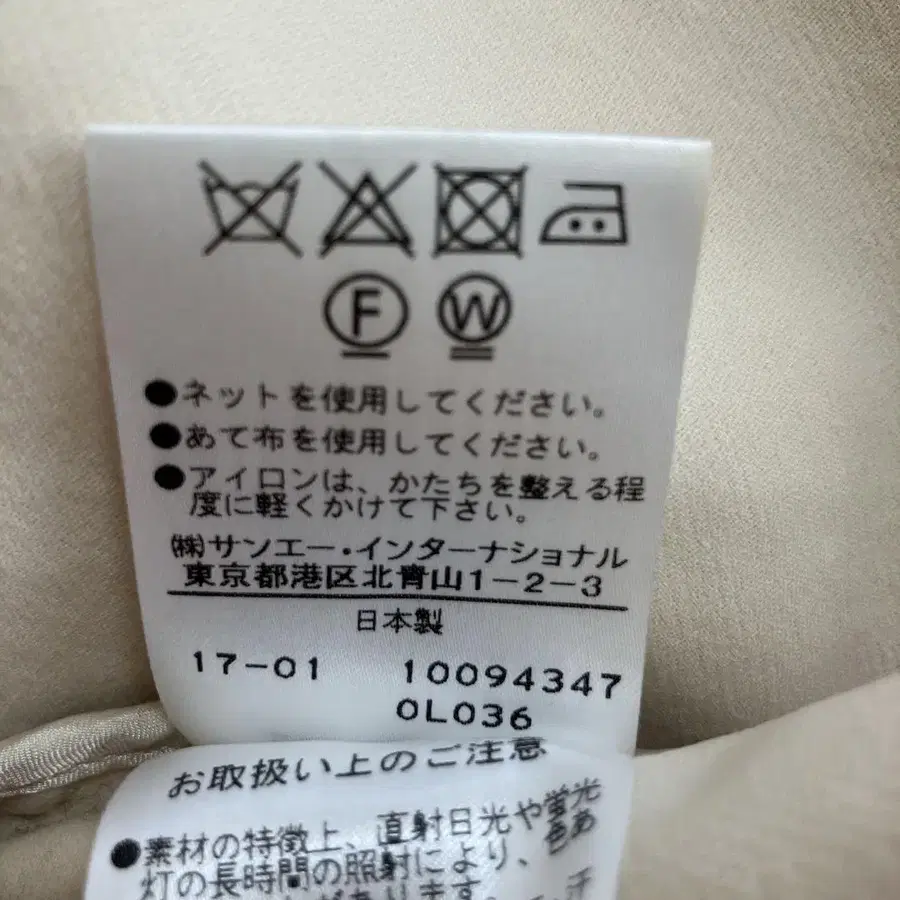 F W
●ネットを使用してください。
●あて布を使用してください。
●アイロンは、かたちを整える程
度に軽くかけて下さい。
㈱サンエー・インターナショナル
東京都港区北青山1-2-3
日本製
17-01 10094347
0L036
お取扱い上のご注意
●素材の特徴上、直射日光や蛍光
灯の長時間の照射により、色あ
があります。
汗